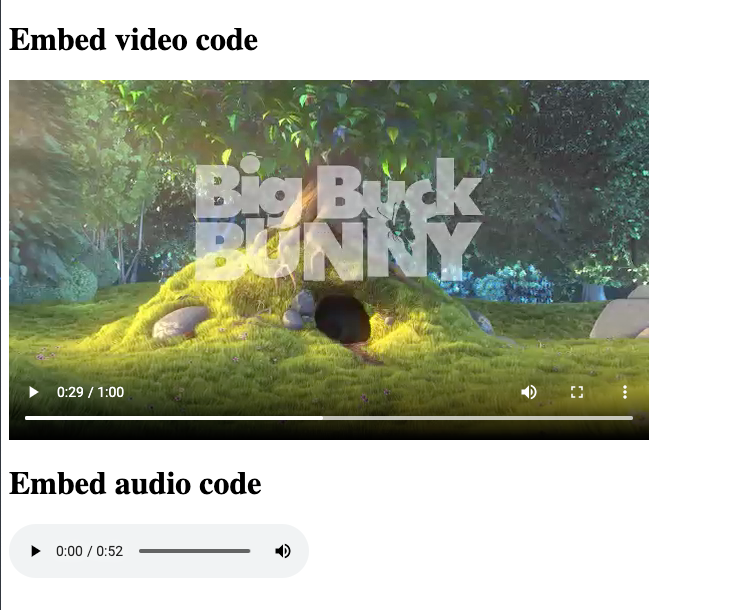 Embed video code
Big Buck
BUNNY
0:29 / 1:00
Embed audio code
0:00 / 0:52